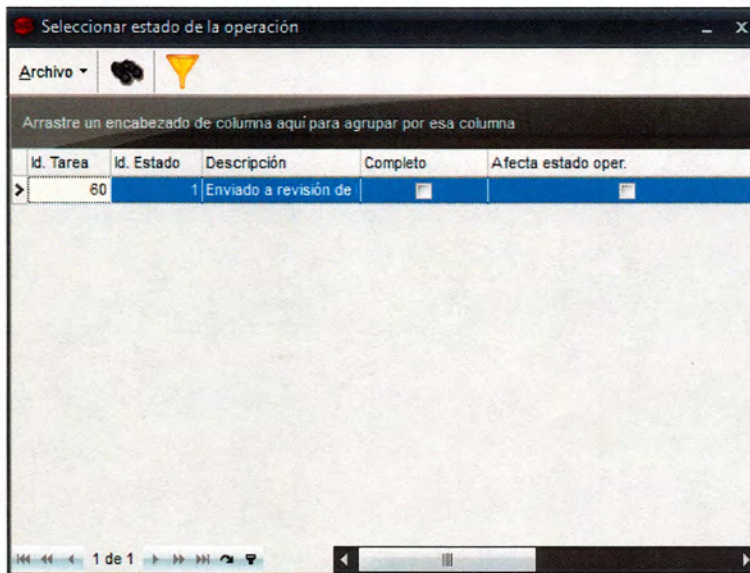 Seleccionar estado de la operación
Archivo
Arrastre un encabezado de columna aquí para agrupar por esa columna
Id. Tarea Id. Estado Descripción Completo Afecta estado oper.
60 1 Enviado a revisión de
1 de 1